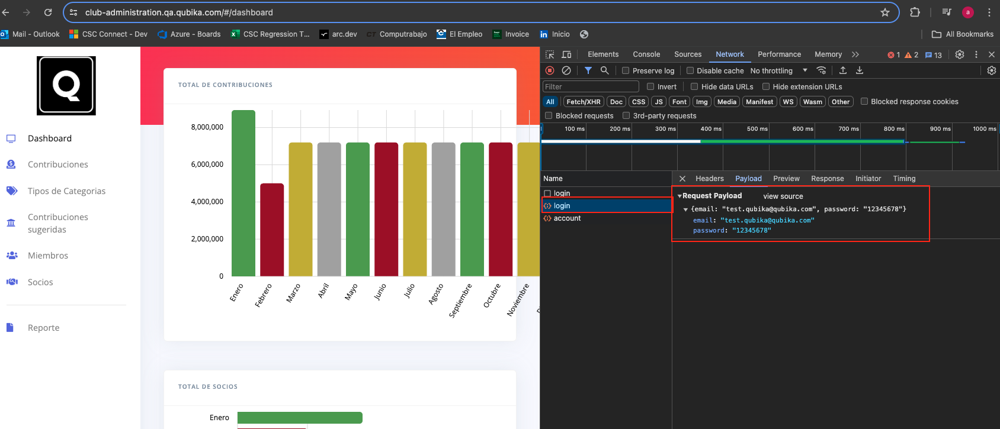 club-administration.qa.qubika.com/#/dashboard
a
Mail - Outlook CSC Connect - Dev Azure - Boards CSC Regression T... arc.dev CT Computrabajo El Empleo Invoice in Inicio All Bookmarks
Q
Dashboard
Contribuciones
Tipos de Categorias
Contribuciones
sugeridas
Miembros
Socios
Reporte
TOTAL DE CONTRIBUCIONES
8,000,000
6,000,000
4,000,000
2,000,000
0
Enero Febrero Marzo Abril Mayo Junio Julio Agosto Septiembre Octubre Noviembre
TOTAL DE SOCIOS
Enero
Elements Console Sources Network Performance Memory 1 2 13
Preserve log Disable cache No throttling
Filter Invert Hide data URLs Hide extension URLs
All Fetch/XHR Doc CSS JS Font Img Media Manifest WS Wasm Other Blocked response cookies
Blocked requests 3rd-party requests
100 ms 200 ms 300 ms 400 ms 500 ms 600 ms 700 ms 800 ms 900 ms 1000 ms
Name
login
login
account
Headers Payload Preview Response Initiator Timing
Request Payload view source
{email: "test.qubika@qubika.com", password: "12345678"}
email: "test.qubika@qubika.com"
password: "12345678"